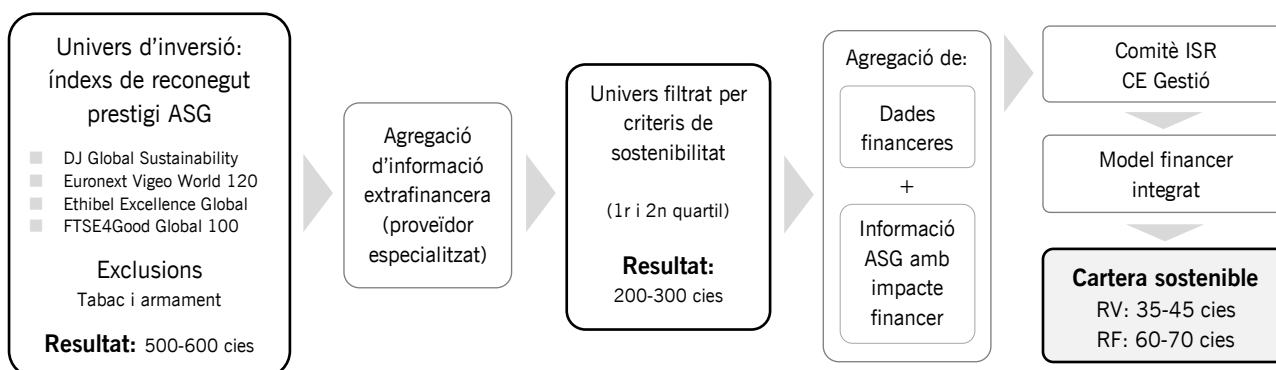 Univers d’inversió:
índexs de reconegut
prestigi ASG
DJ Global Sustainability
Euronext Vigeo World 120
Ethibel Excellence Global
FTSE4Good Global 100
Exclusions
Tabac i armament
Resultat: 500-600 cies
Agregació
d’informació
extrafinancera
(proveïdor
especialitzat)
Univers filtrat per
criteris de
sostenibilitat
(1r i 2n quartil)
Resultat:
200-300 cies
Agregació de:
Dades
financeres
+
Informació
ASG amb
impacte
financer
Comitè ISR
CE Gestió
Model financer
integrat
Cartera sostenible
RV: 35-45 cies
RF: 60-70 cies